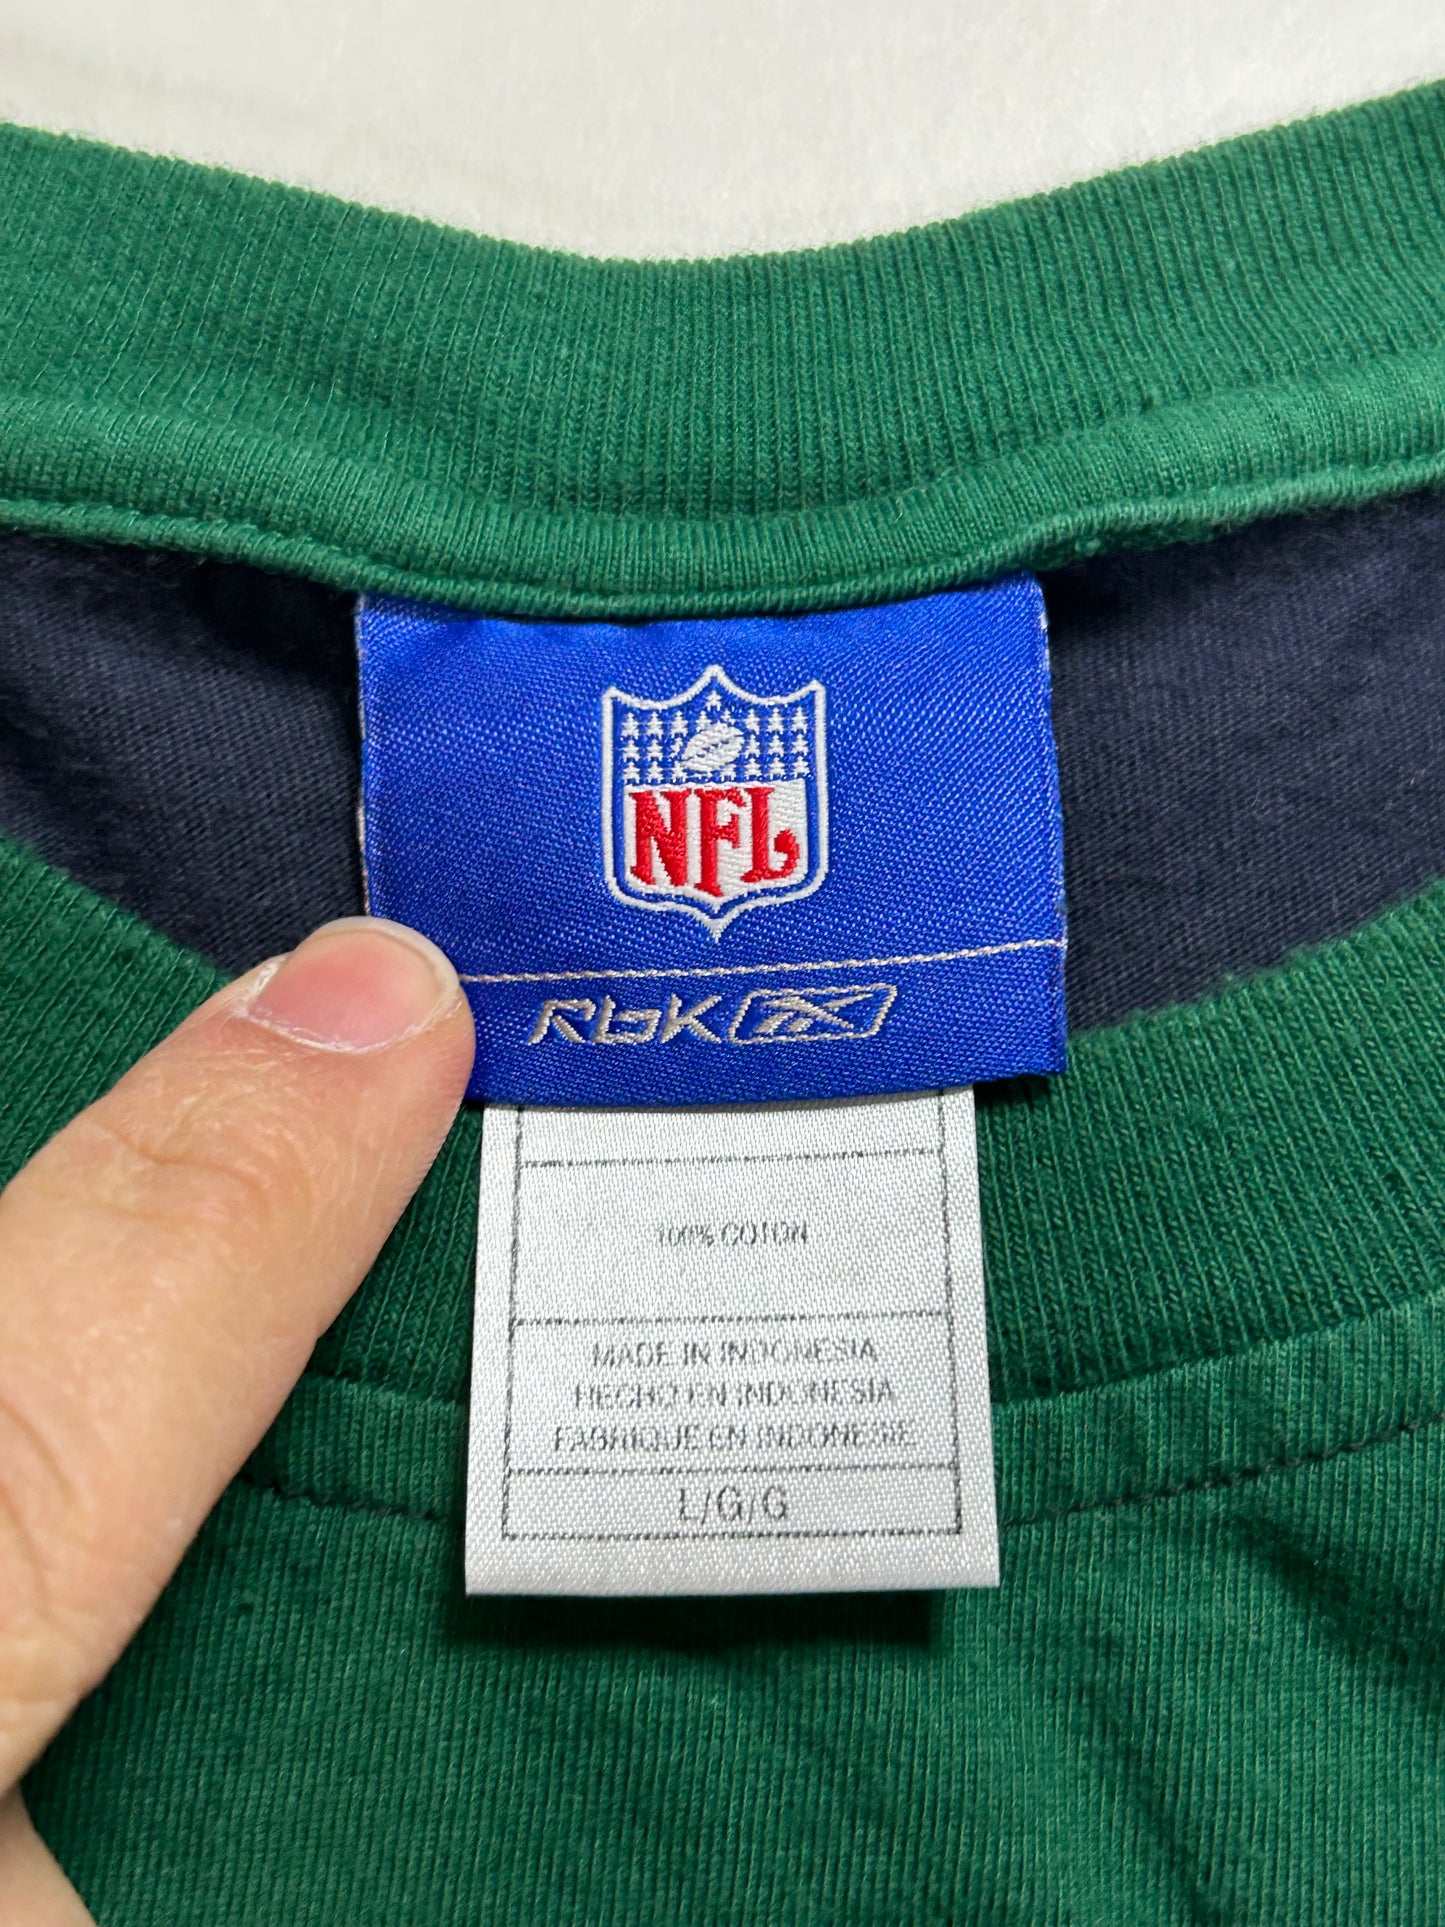 NFL
RbK
100% COTTON
MADE IN INDONESIA
HECHO EN INDONESIA
FABRIQUE EN INDONESIE
L/G/G